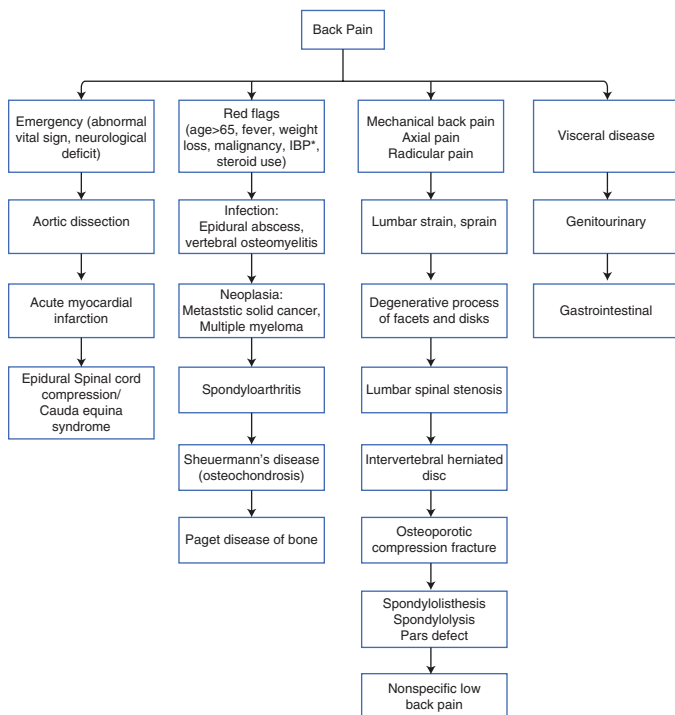 Back Pain
Emergency (abnormal
vital sign, neurological
deficit)
Aortic dissection
Acute myocardial
infarction
Epidural Spinal cord
compression/
Cauda equina
syndrome
Red flags
(age>65, fever, weight
loss, malignancy, IBP*,
steroid use)
Infection:
Epidural abscess,
vertebral osteomyelitis
Neoplasia:
Metaststic solid cancer,
Multiple myeloma
Spondyloarthritis
Sheuermann’s disease
(osteochondrosis)
Paget disease of bone
Mechanical back pain
Axial pain
Radicular pain
Lumbar strain, sprain
Degenerative process
of facets and disks
Lumbar spinal stenosis
Intervertebral herniated
disc
Osteoporotic
compression fracture
Spondylolisthesis
Spondylolysis
Pars defect
Nonspecific low
back pain
Visceral disease
Genitourinary
Gastrointestinal